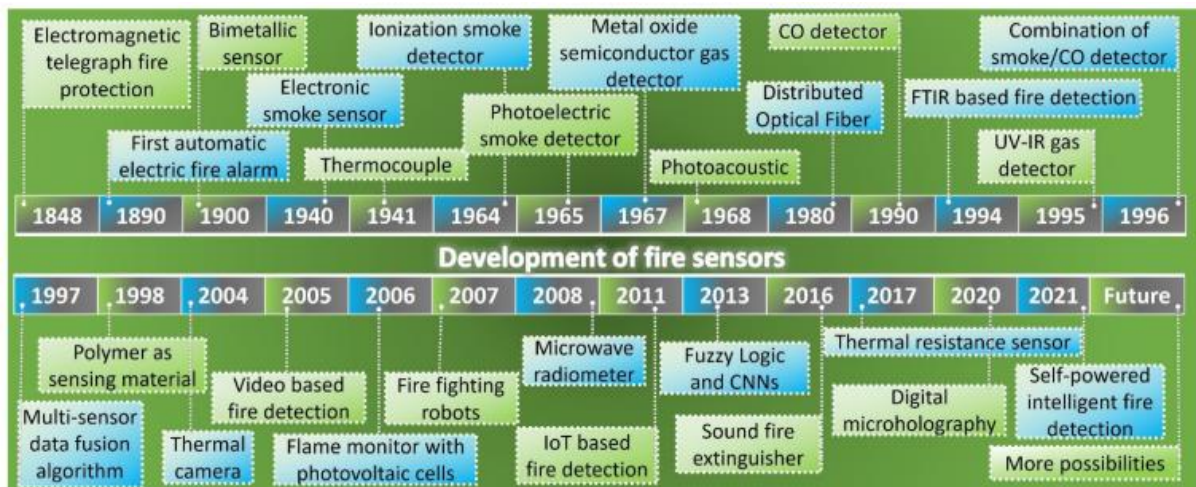 Electromagnetic
telegraph fire
protection
Bimetallic
sensor
Ionization smoke
detector
Metal oxide
semiconductor gas
detector
CO detector
Combination of
smoke/CO detector
Electronic
smoke sensor
Distributed
Optical Fiber
FTIR based fire detection
First automatic
electric fire alarm
Thermocouple
Photoelectric
smoke detector
Photoacoustic
UV-IR gas
detector
1848 1890 1900 1940 1941 1964 1965 1967 1968 1980 1990 1994 1995 1996
Development of fire sensors
1997 1998 2004 2005 2006 2007 2008 2011 2013 2016 2017 2020 2021 Future
Polymer as
sensing material
Video based
fire detection
Fire fighting
robots
Microwave
radiometer
Fuzzy Logic
and CNNs
Thermal resistance sensor
Multi-sensor
data fusion
algorithm
Thermal
camera
Flame monitor with
photovoltaic cells
IoT based
fire detection
Sound fire
extinguisher
Digital
microholography
Self-powered
intelligent fire
detection
More possibilities